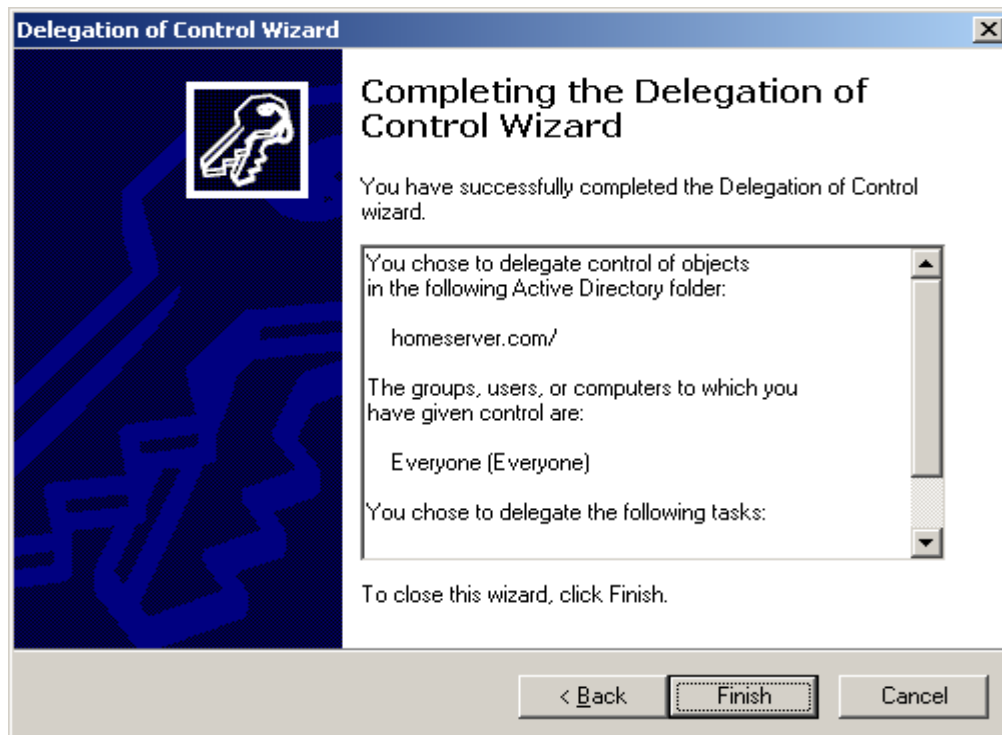 Delegation of Control Wizard
Completing the Delegation of
Control Wizard
You have successfully completed the Delegation of Control
wizard.
You chose to delegate control of objects
in the following Active Directory folder:
homeserver.com/
The groups, users, or computers to which you
have given control are:
Everyone (Everyone)
You chose to delegate the following tasks:
To close this wizard, click Finish.
< Back
Finish
Cancel